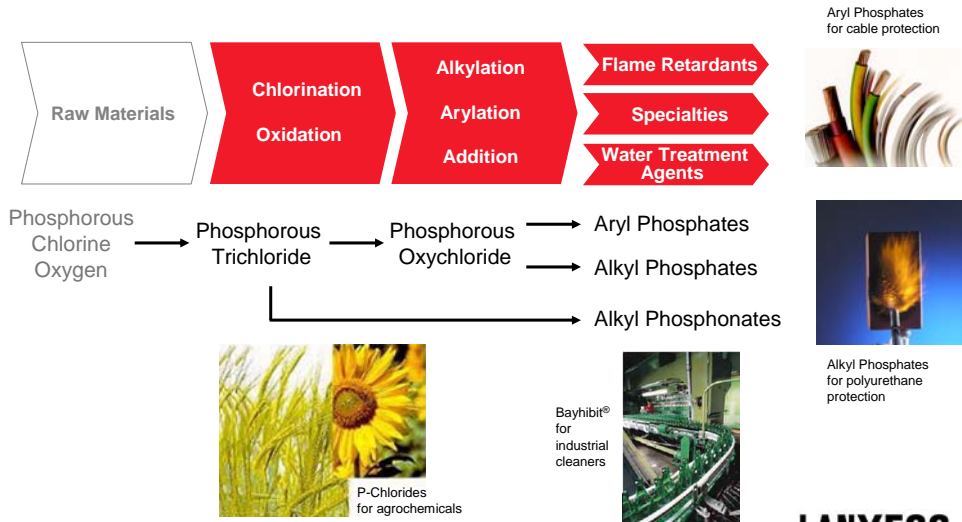 Aryl Phosphates
for cable protection
Raw Materials
Chlorination
Oxidation
Alkylation
Arylation
Addition
Flame Retardants
Specialties
Water Treatment
Agents
Phosphorous
Chlorine
Oxygen
Phosphorous
Trichloride
Phosphorous
Oxychloride
Aryl Phosphates
Alkyl Phosphates
Alkyl Phosphonates
Alkyl Phosphates
for polyurethane
protection
Bayhibit®
for
industrial
cleaners
P-Chlorides
for agrochemicals